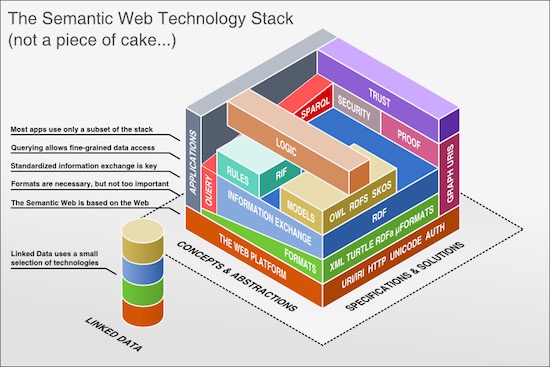 The Semantic Web Technology Stack
(not a piece of cake...)
Most apps use only a subset of the stack
Querying allows fine-grained data access
Standardized information exchange is key
Formats are necessary, but not too important
The Semantic Web is based on the Web
Linked Data uses a small
selection of technologies
LINKED DATA
APPLICATIONS
QUERY
SPARQL
SECURITY
TRUST
PROOF
LOGIC
RULES
RIF
MODELS
OWL RDFS SKOS
INFORMATION EXCHANGE
RDF
GRAPH URIS
FORMATS
XML TURTLE RDFa µFORMATS
THE WEB PLATFORM
URI/IRI HTTP UNICODE AUTH
CONCEPTS & ABSTRACTIONS
SPECIFICATIONS & SOLUTIONS